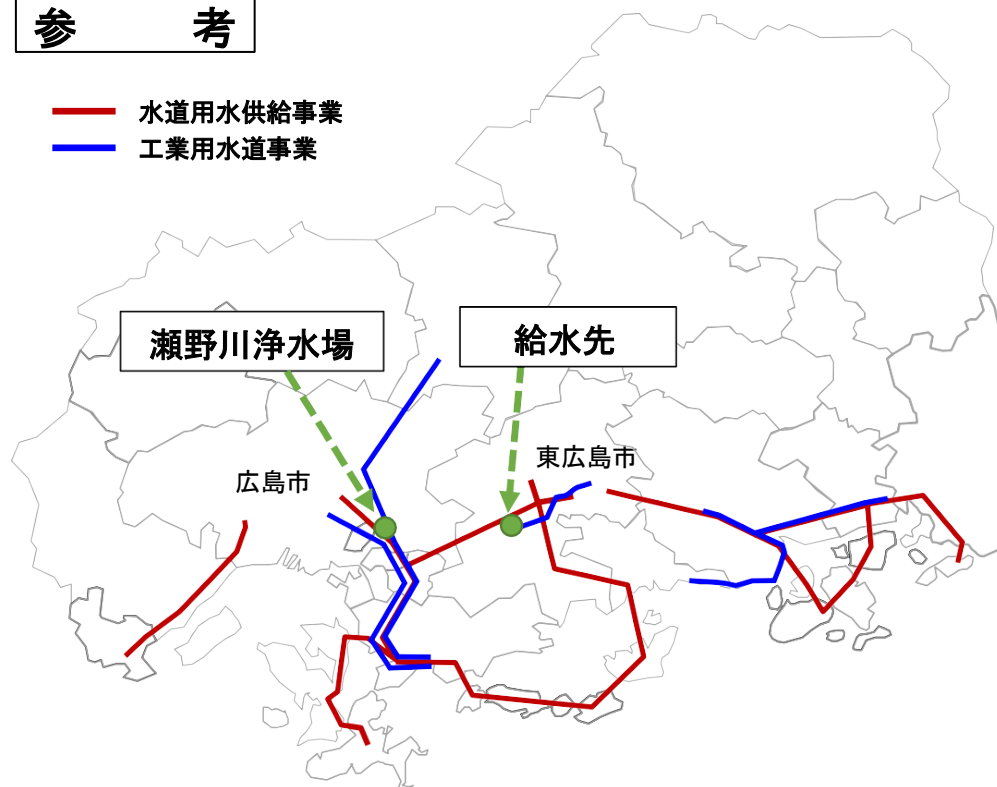 参　　考
水道用水供給事業
工業用水道事業
瀬野川浄水場
給水先
東広島市
広島市